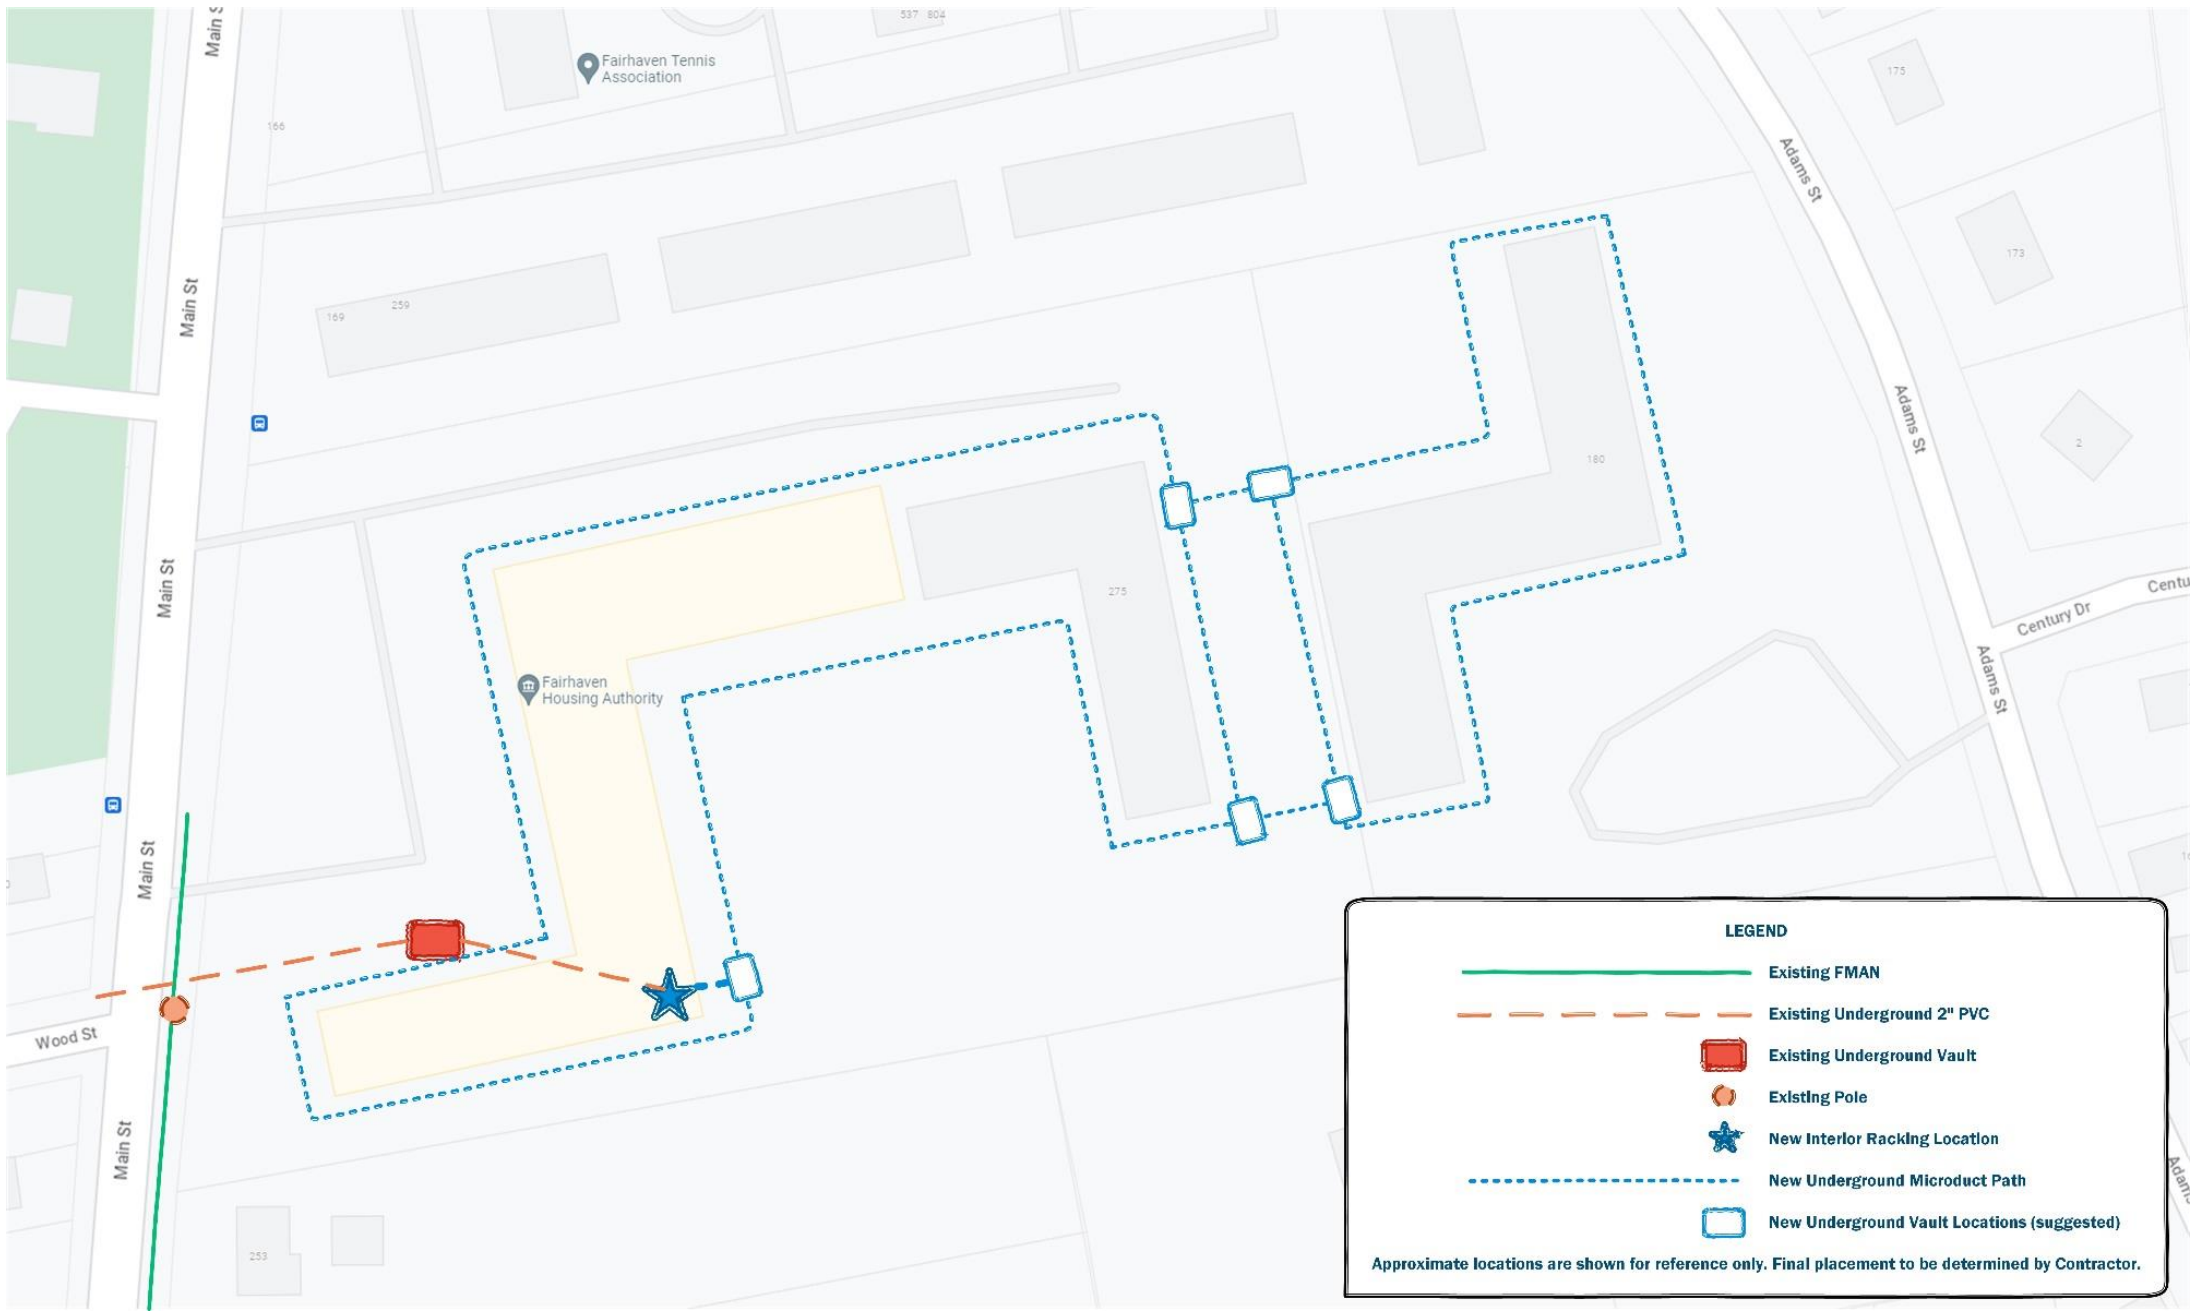 Main S
537 804
Fairhaven Tennis
Association
175
166
Adams St
173
Main St
259
169
Adams St
2
180
Main St
275
Centu
Century Dr
Fairhaven
Housing Authority
Adams St
Main St
Wood St
LEGEND
Existing FMAN
Existing Underground 2" PVC
Existing Underground Vault
Existing Pole
New Interior Racking Location
New Underground Microduct Path
New Underground Vault Locations (suggested)
Approximate locations are shown for reference only. Final placement to be determined by Contractor.
Main St
Adams
253